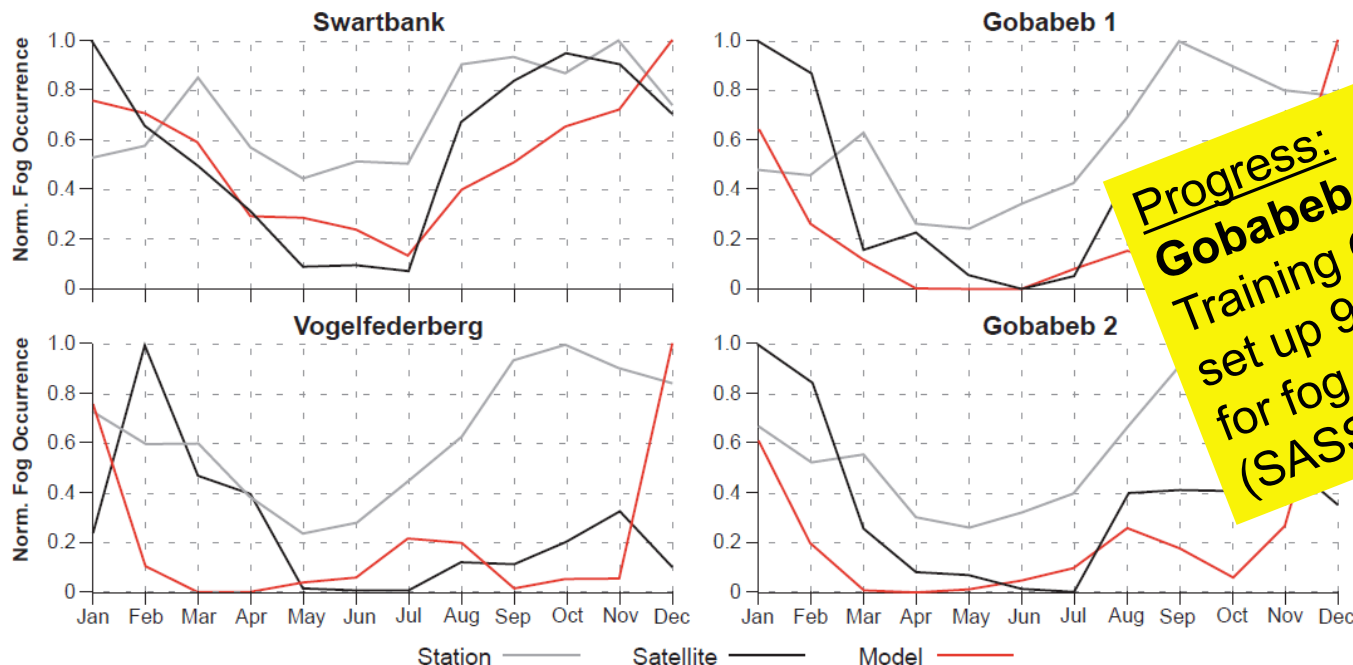 Swartbank
Gobabeb 1
Norm. Fog Occurrence
1.0
0.8
0.6
0.4
0.2
0
1.0
0.8
0.6
0.4
0.2
0
Vogelfederberg
Gobabeb 2
Norm. Fog Occurrence
1.0
0.8
0.6
0.4
0.2
0
1.0
0.8
0.6
0.4
0.2
0
Jan Feb Mar Apr May Jun Jul Aug Sep Oct Nov Dec
Jan Feb Mar Apr May Jun Jul Aug Sep Oct Nov Dec
Station Satellite Model
Progress:
Gobabeb
Training
set up 9
for fog
(SASS